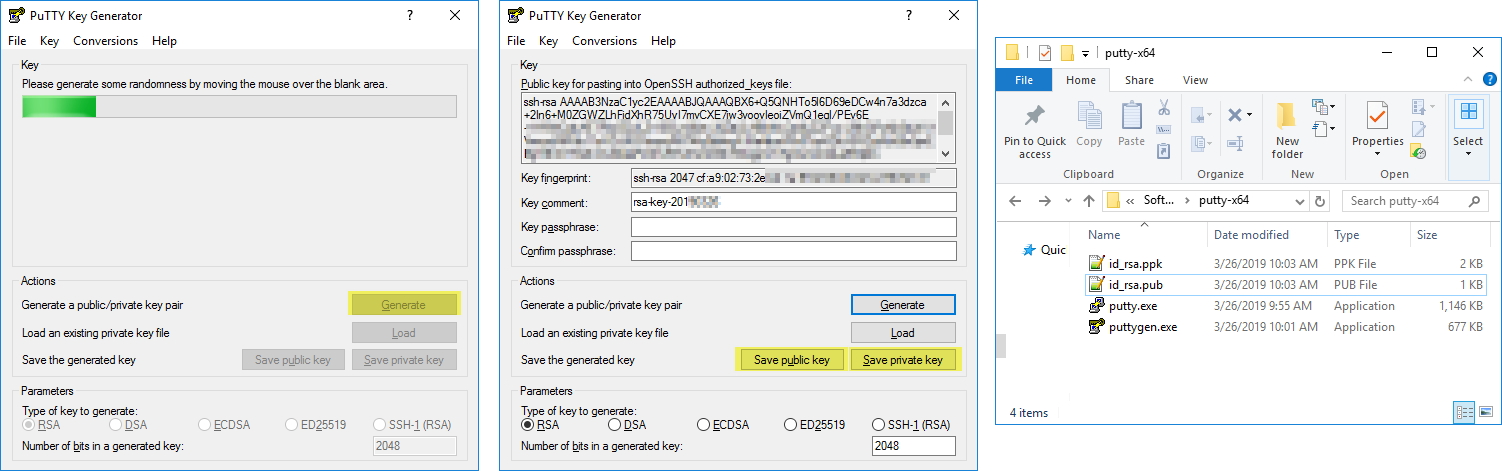 PuTTY Key Generator
File Key Conversions Help
Key
Please generate some randomness by moving the mouse over the blank area.
Actions
Generate a public/private key pair
Generate
Load an existing private key file
Load
Save the generated key
Save public key
Save private key
Parameters
Type of key to generate:
RSA DSA ECDSA ED25519 SSH-1 (RSA)
Number of bits in a generated key:
2048
PuTTY Key Generator
File Key Conversions Help
Key
Public key for pasting into OpenSSH authorized_keys file:
ssh-rsa AAAAB3NzaC1yc2EAAAABJQAAAQBX6+Q5QNHTo5I6D69eDCw4n7a3dzca
+2In6+M0ZGWZLhFidXhR75UvI7mvCXE7iw3voovleoiZVmQ1eqI/PEv6E
Key fingerprint:
ssh-rsa 2047 cf:a9:02:73:2e
Key comment:
rsa-key-201
Key passphrase:
Confirm passphrase:
Actions
Generate a public/private key pair
Generate
Load an existing private key file
Load
Save the generated key
Save public key
Save private key
Parameters
Type of key to generate:
RSA DSA ECDSA ED25519 SSH-1 (RSA)
Number of bits in a generated key:
2048
putty-x64
File Home Share View
Pin to Quick access
Copy
Paste
New folder
Properties
Select
Clipboard
Organize
New
Open
« Soft... > putty-x64
Search putty-x64
Quic
Name Date modified Type Size
id_rsa.ppk 3/26/2019 10:03 AM PPK File 2 KB
id_rsa.pub 3/26/2019 10:03 AM PUB File 1 KB
putty.exe 3/26/2019 9:55 AM Application 1,146 KB
puttygen.exe 3/26/2019 10:01 AM Application 677 KB
4 items